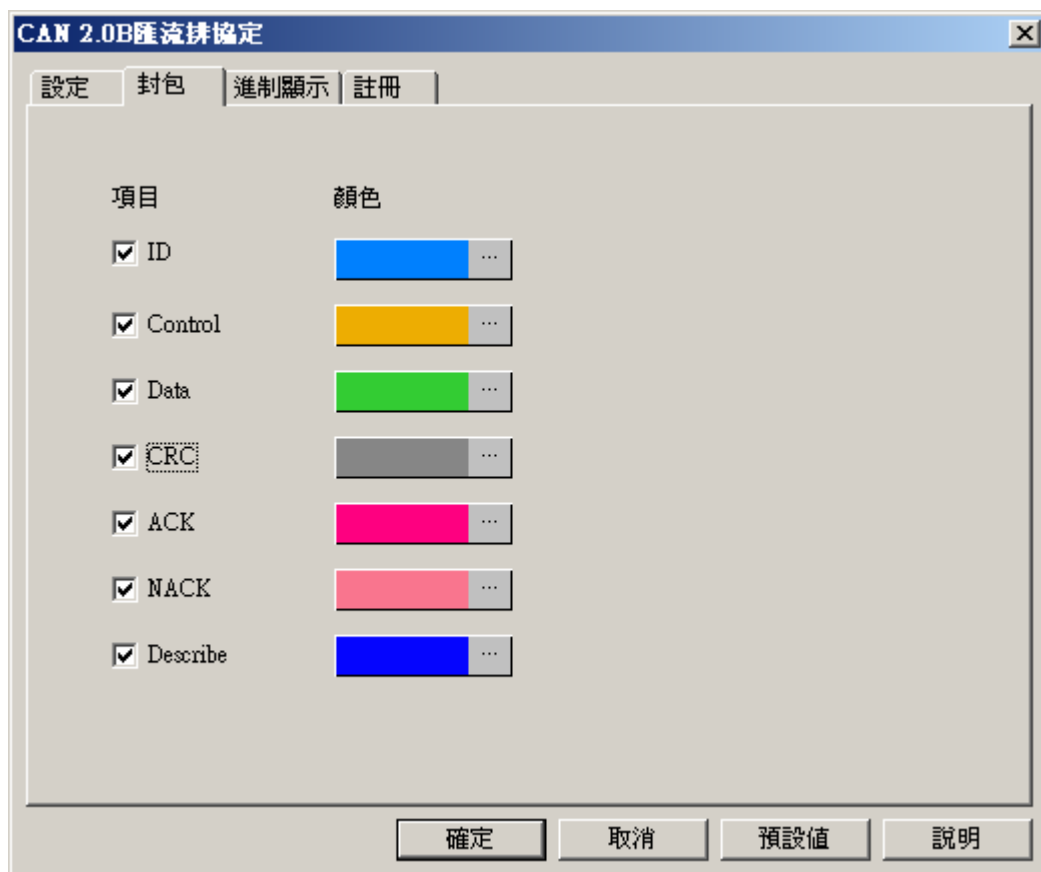 CAN 2.0B匯流排協定
設定 封包 進制顯示 註冊
項目 顏色
ID ...
Control ...
Data ...
CRC ...
ACK ...
NACK ...
Describe ...
確定 取消 預設值 說明